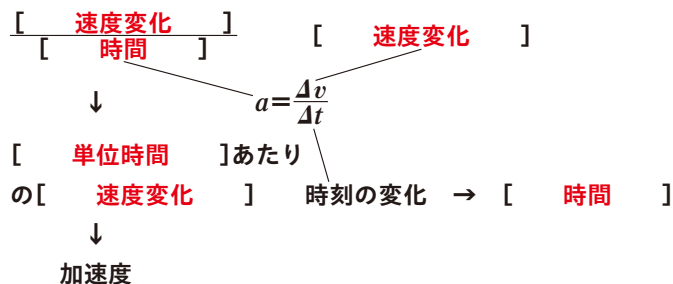 [ 速度変化 ] [ 速度変化 ]
[ 時間 ]
↓ a=Δv/Δt
[ 単位時間 ]あたり
の[ 速度変化 ] 時刻の変化 → [ 時間 ]
↓
加速度